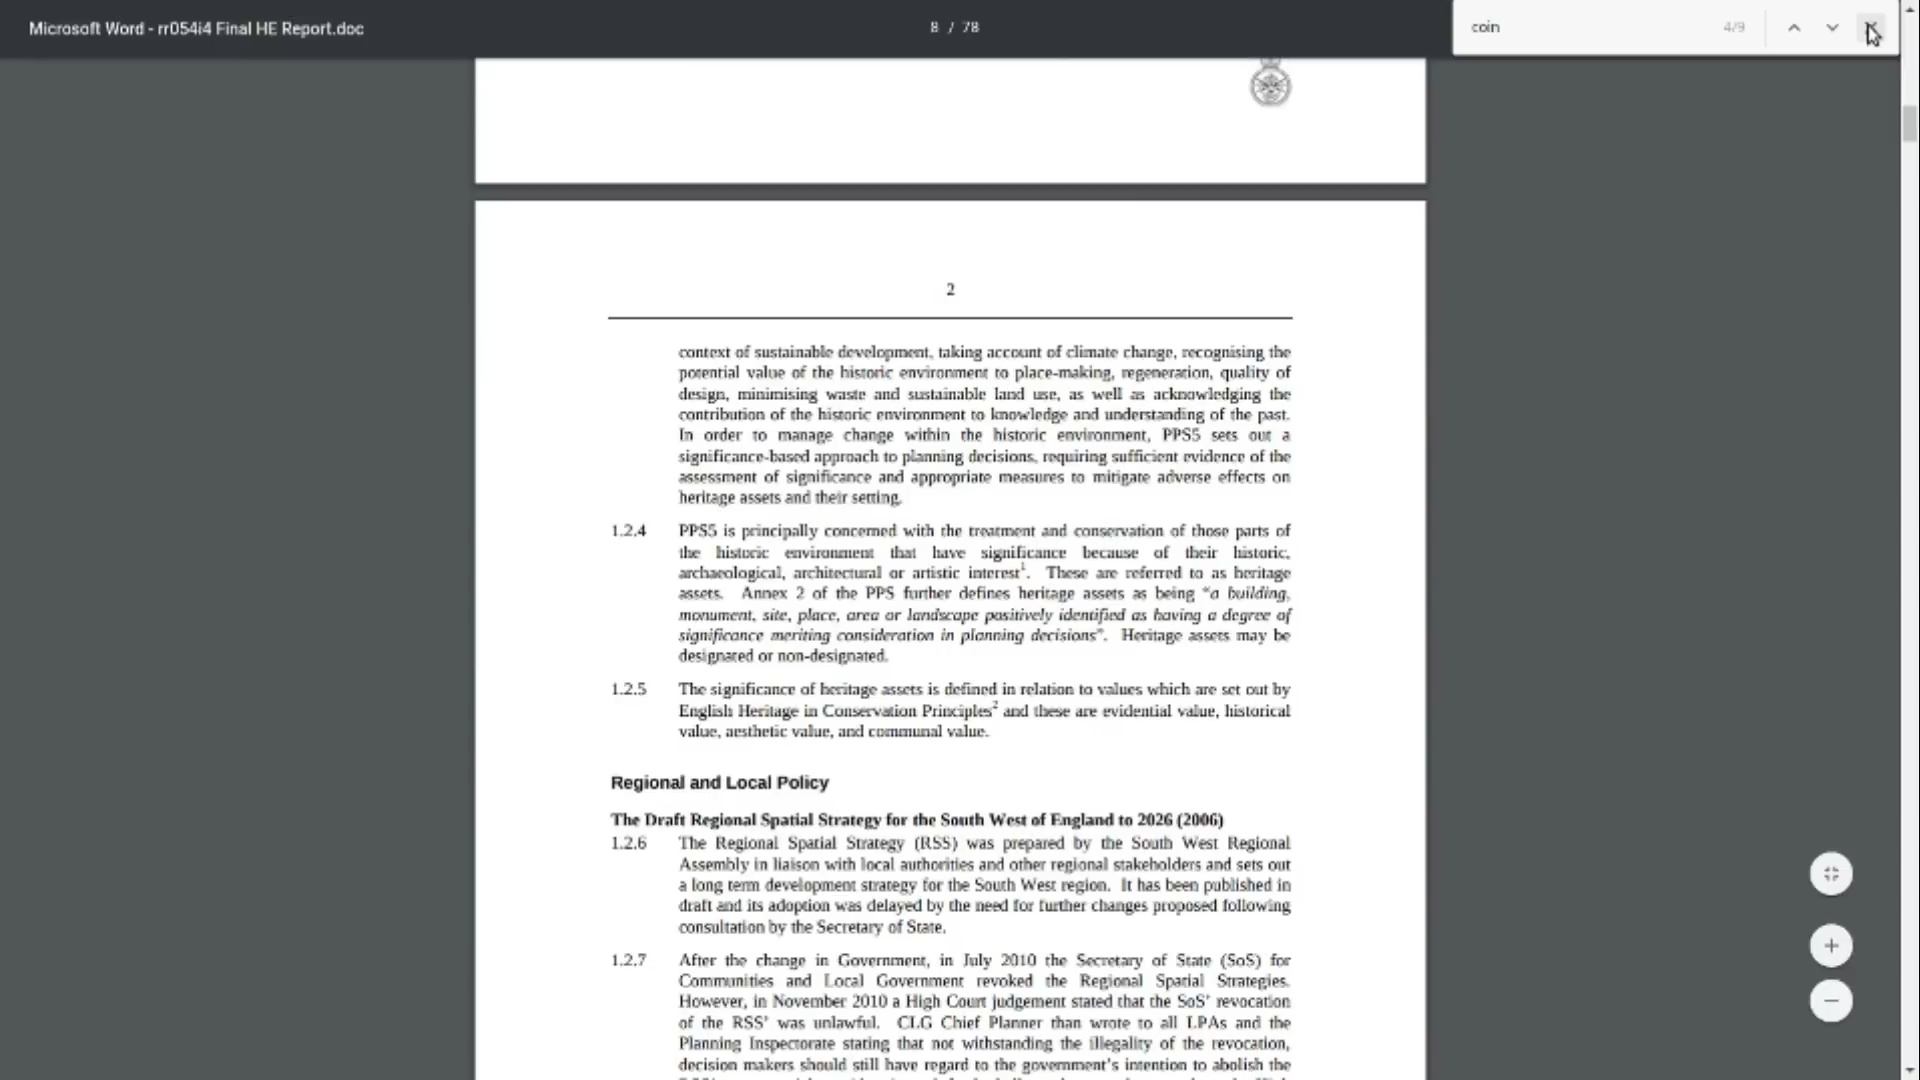 Microsoft Word - rr054i4 Final HE Report.doc
8 / 78
coin
4/9
2
context of sustainable development, taking account of climate change, recognising the
potential value of the historic environment to place-making, regeneration, quality of
design, minimising waste and sustainable land use, as well as acknowledging the
contribution of the historic environment to knowledge and understanding of the past.
In order to manage change within the historic environment, PPS5 sets out a
significance-based approach to planning decisions, requiring sufficient evidence of the
assessment of significance and appropriate measures to mitigate adverse effects on
heritage assets and their setting.
1.2.4 PPS5 is principally concerned with the treatment and conservation of those parts of
the historic environment that have significance because of their historic,
archaeological, architectural or artistic interest1. These are referred to as heritage
assets. Annex 2 of the PPS further defines heritage assets as being “a building,
monument, site, place, area or landscape positively identified as having a degree of
significance meriting consideration in planning decisions”. Heritage assets may be
designated or non-designated.
1.2.5 The significance of heritage assets is defined in relation to values which are set out by
English Heritage in Conservation Principles2 and these are evidential value, historical
value, aesthetic value, and communal value.
Regional and Local Policy
The Draft Regional Spatial Strategy for the South West of England to 2026 (2006)
1.2.6 The Regional Spatial Strategy (RSS) was prepared by the South West Regional
Assembly in liaison with local authorities and other regional stakeholders and sets out
a long term development strategy for the South West region. It has been published in
draft and its adoption was delayed by the need for further changes proposed following
consultation by the Secretary of State.
1.2.7 After the change in Government, in July 2010 the Secretary of State (SoS) for
Communities and Local Government revoked the Regional Spatial Strategies.
However, in November 2010 a High Court judgement stated that the SoS’ revocation
of the RSS’ was unlawful. CLG Chief Planner than wrote to all LPAs and the
Planning Inspectorate stating that not withstanding the illegality of the revocation,
decision makers should still have regard to the government’s intention to abolish the